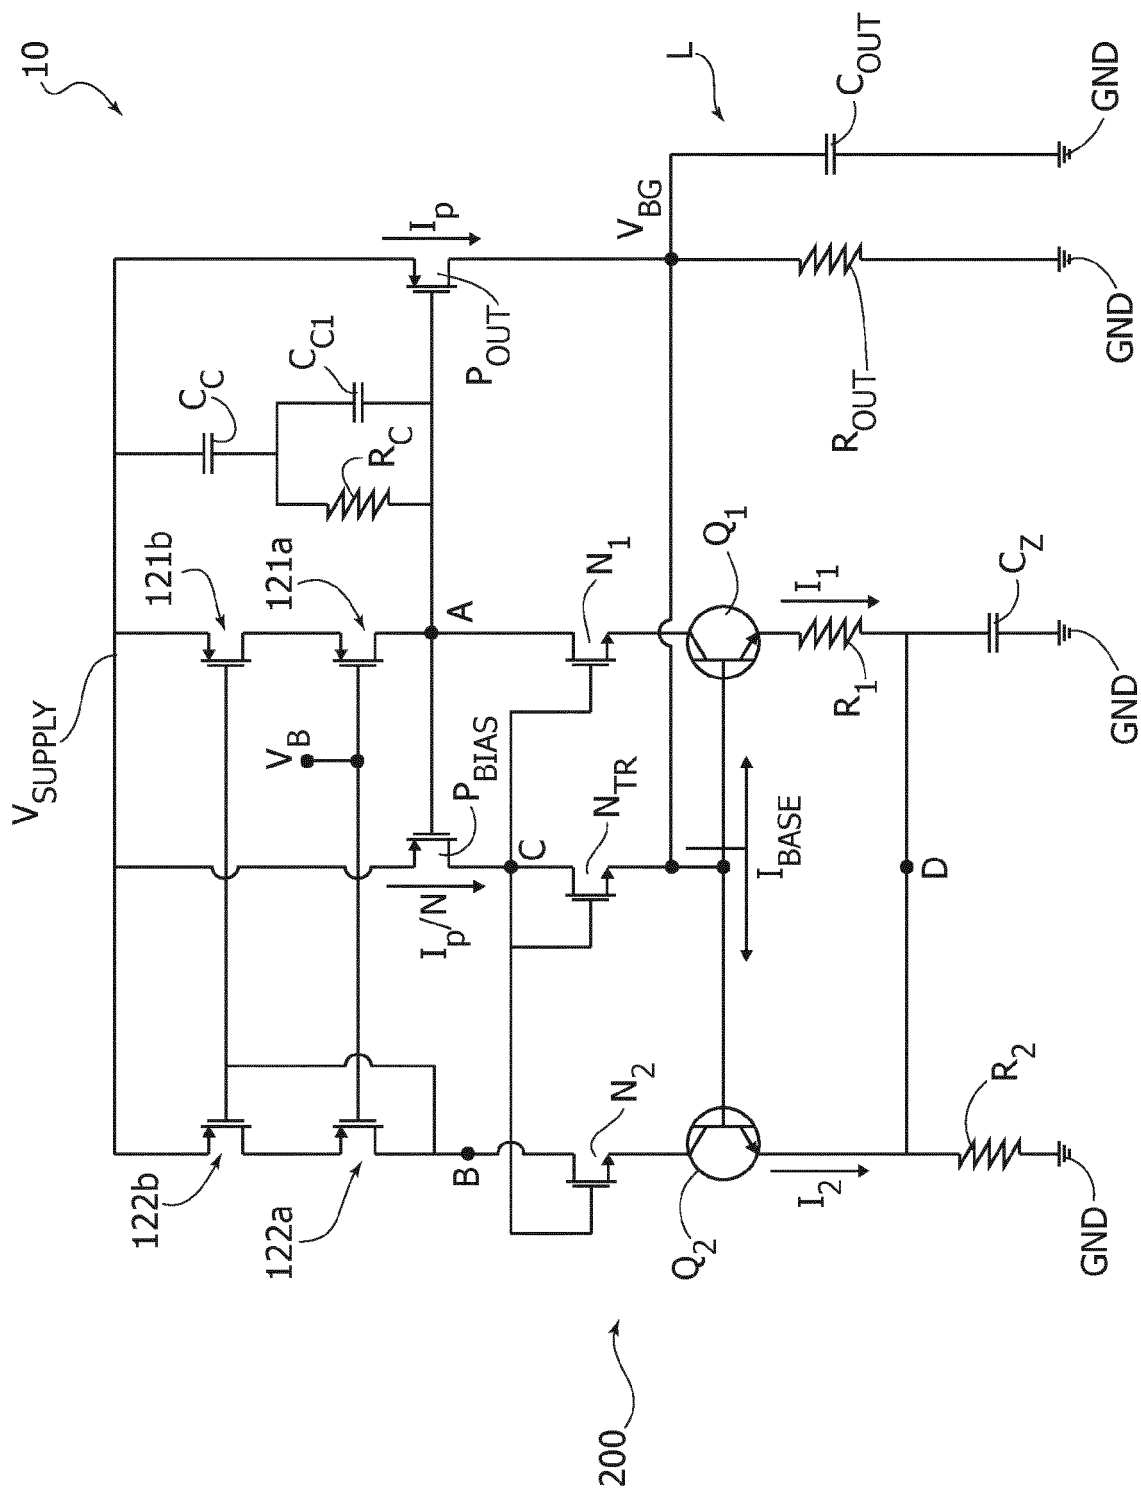 10
V_SUPPLY
122b
122a
121b
121a
V_B
C_C
C_C1
R_C
I_p
P_OUT
A
B
C
D
I_p/N
P_BIAS
N_2
N_TR
N_1
V_BG
L
C_OUT
R_OUT
GND
GND
Q_2
Q_1
I_BASE
I_2
I_1
R_1
C_Z
GND
R_2
GND
200